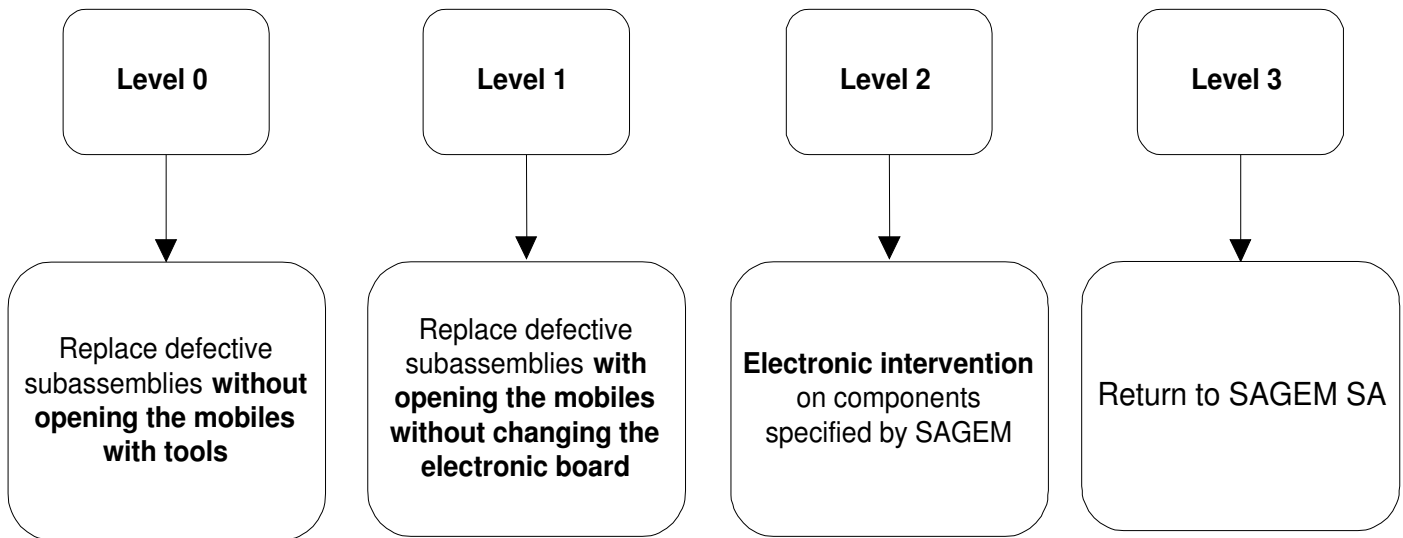 Level 0
Level 1
Level 2
Level 3
Replace defective
subassemblies without
opening the mobiles
with tools
Replace defective
subassemblies with
opening the mobiles
without changing the
electronic board
Electronic intervention
on components
specified by SAGEM
Return to SAGEM SA